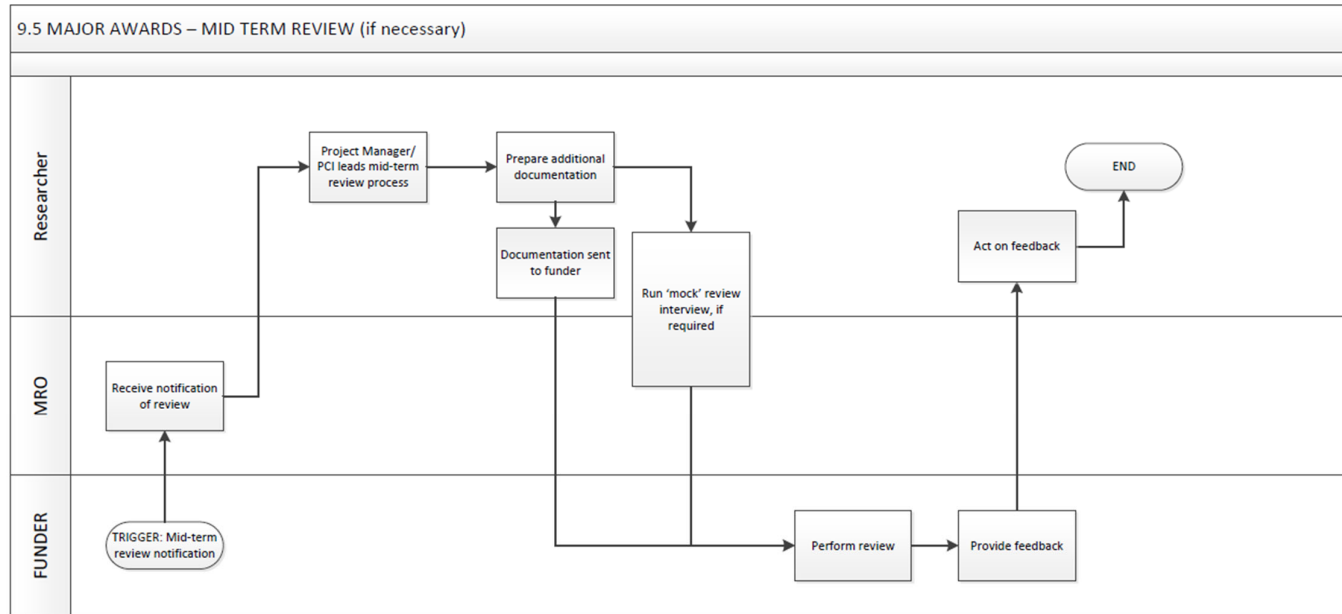 9.5 MAJOR AWARDS – MID TERM REVIEW (if necessary)
Researcher
Project Manager/
PCI leads mid-term
review process
Prepare additional
documentation
END
Documentation sent
to funder
Run ‘mock’ review
interview, if
required
Act on feedback
MRO
Receive notification
of review
FUNDER
TRIGGER: Mid-term
review notification
Perform review
Provide feedback